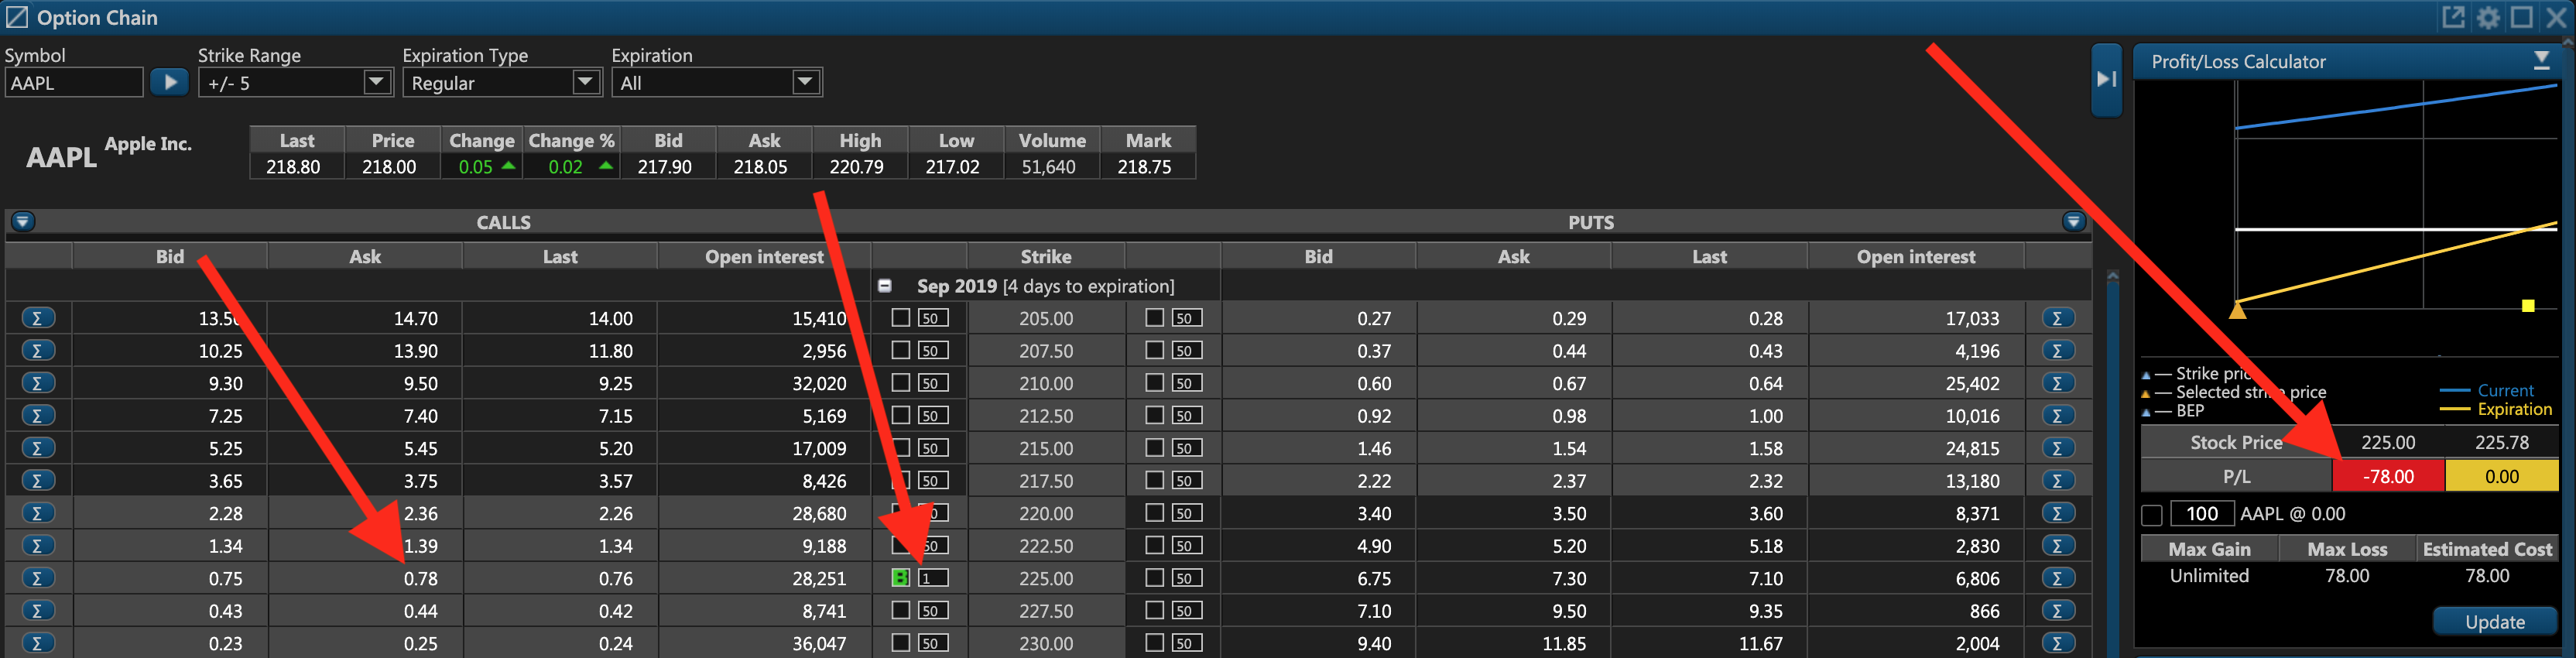 Option Chain
Symbol Strike Range Expiration Type Expiration
AAPL +/- 5 Regular All
AAPL Apple Inc.
Last Price Change Change % Bid Ask High Low Volume Mark
218.80 218.00 0.05 0.02 217.90 218.05 220.79 217.02 51,640 218.75
CALLS PUTS
Bid Ask Last Open interest Strike Bid Ask Last Open interest
Sep 2019 [4 days to expiration]
Σ 13.50 14.70 14.00 15,410 50 205.00 50 0.27 0.29 0.28 17,033 Σ
Σ 10.25 13.90 11.80 2,956 50 207.50 50 0.37 0.44 0.43 4,196 Σ
Σ 9.30 9.50 9.25 32,020 50 210.00 50 0.60 0.67 0.64 25,402 Σ
Σ 7.25 7.40 7.15 5,169 50 212.50 50 0.92 0.98 1.00 10,016 Σ
Σ 5.25 5.45 5.20 17,009 50 215.00 50 1.46 1.54 1.58 24,815 Σ
Σ 3.65 3.75 3.57 8,426 50 217.50 50 2.22 2.37 2.32 13,180 Σ
Σ 2.28 2.36 2.26 28,680 220.00 50 3.40 3.50 3.60 8,371 Σ
Σ 1.34 1.39 1.34 9,188 50 222.50 50 4.90 5.20 5.18 2,830 Σ
Σ 0.75 0.78 0.76 28,251 B 1 225.00 50 6.75 7.30 7.10 6,806 Σ
Σ 0.43 0.44 0.42 8,741 50 227.50 50 7.10 9.50 9.35 866 Σ
Σ 0.23 0.25 0.24 36,047 50 230.00 50 9.40 11.85 11.67 2,004 Σ
Profit/Loss Calculator
— Strike price
— Selected strike price
— BEP
Current
Expiration
Stock Price 225.00 225.78
P/L -78.00 0.00
100 AAPL @ 0.00
Max Gain Max Loss Estimated Cost
Unlimited 78.00 78.00
Update